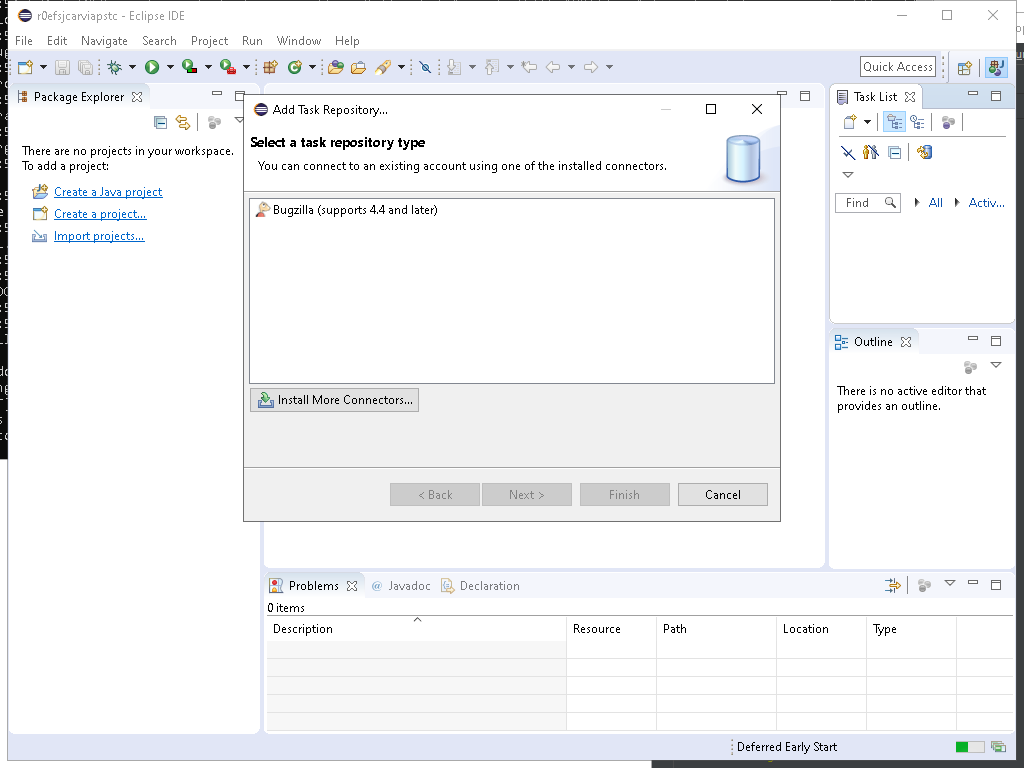 r0efsjcarviapstc - Eclipse IDE
File Edit Navigate Search Project Run Window Help
Quick Access
Package Explorer
There are no projects in your workspace.
To add a project:
Create a Java project
Create a project...
Import projects...
Add Task Repository...
Select a task repository type
You can connect to an existing account using one of the installed connectors.
Bugzilla (supports 4.4 and later)
Install More Connectors...
< Back Next > Finish Cancel
Task List
Find All Activ...
Outline
There is no active editor that
provides an outline.
Problems @ Javadoc Declaration
0 items
Description Resource Path Location Type
Deferred Early Start